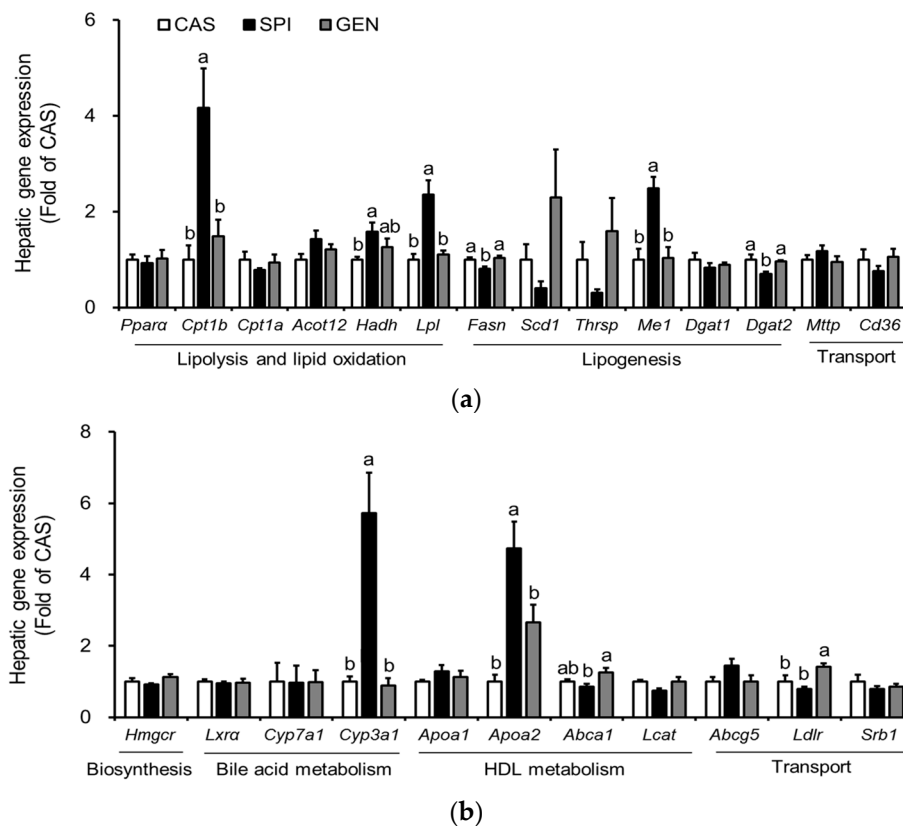 6
CAS SPI GEN
a
4
Hepatic gene expression
(Fold of CAS)
a a
2
a
b b b ab b b a b a b b a b a
0
Pparα Cpt1b Cpt1a Acot12 Hadh Lpl Fasn Scd1 Thrsp Me1 Dgat1 Dgat2 Mttp Cd36
Lipolysis and lipid oxidation Lipogenesis Transport
(a)
8
a
6
a
Hepatic gene expression
(Fold of CAS)
4
b
2
b b b ab b a b b a
0
Hmgcr Lxrα Cyp7a1 Cyp3a1 Apoa1 Apoa2 Abca1 Lcat Abcg5 Ldlr Srb1
Biosynthesis Bile acid metabolism HDL metabolism Transport
(b)